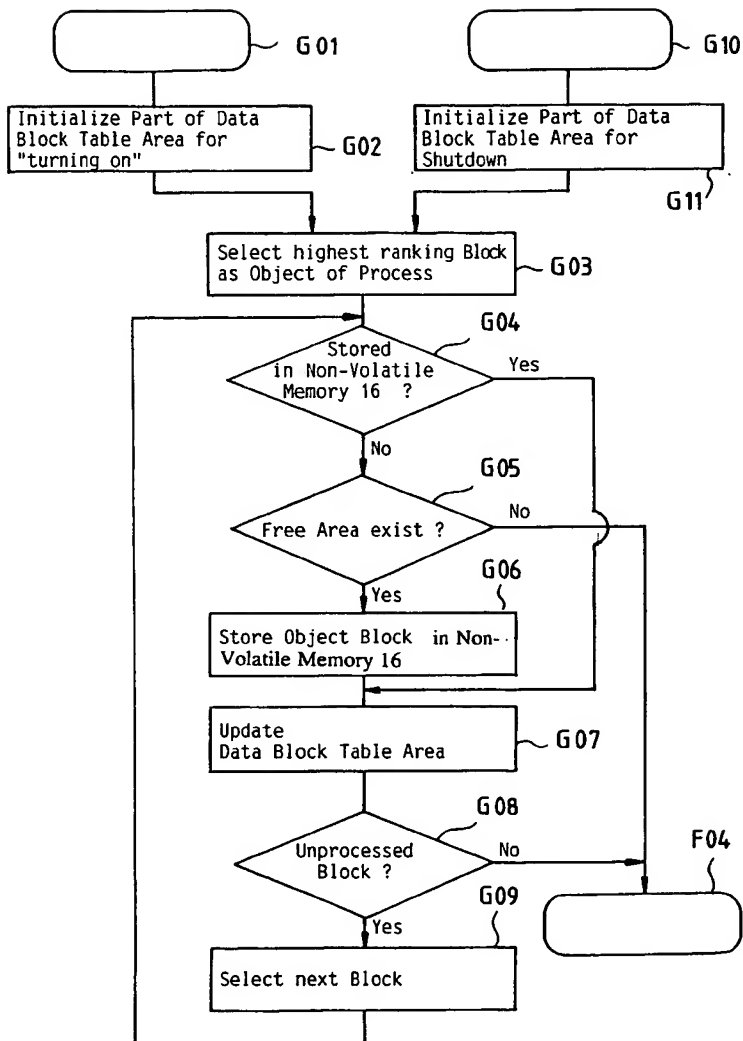 G01
G10
Initialize Part of Data
Block Table Area for
"turning on"
G02
Initialize Part of Data
Block Table Area for
Shutdown
G11
Select highest ranking Block
as Object of Process
G03
G04
Stored
in Non-Volatile
Memory 16 ?
Yes
No
G05
Free Area exist ?
No
Yes
G06
Store Object Block in Non-
Volatile Memory 16
Update
Data Block Table Area
G07
G08
Unprocessed
Block ?
No
F04
Yes
G09
Select next Block